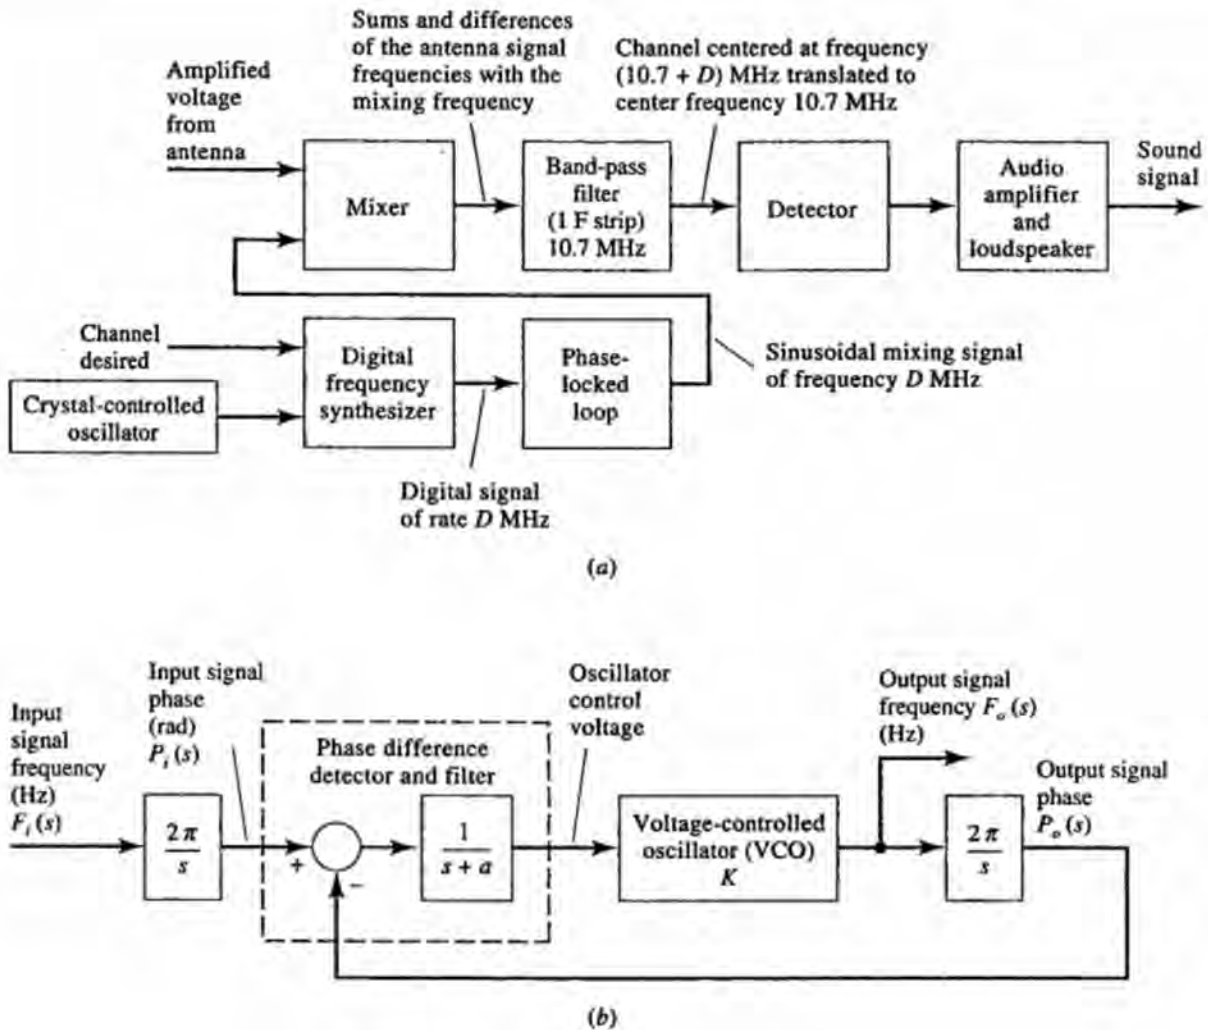 Sums and differences
of the antenna signal
frequencies with the
mixing frequency
Channel centered at frequency
(10.7 + D) MHz translated to
center frequency 10.7 MHz
Amplified
voltage
from
antenna
Mixer
Band-pass
filter
(1 F strip)
10.7 MHz
Detector
Audio
amplifier
and
loudspeaker
Sound
signal
Channel
desired
Crystal-controlled
oscillator
Digital
frequency
synthesizer
Phase-
locked
loop
Sinusoidal mixing signal
of frequency D MHz
Digital signal
of rate D MHz
(a)
Input
signal
frequency
(Hz)
F_i(s)
2π
s
Input signal
phase
(rad)
P_i(s)
Phase difference
detector and filter
+
−
1
s + a
Oscillator
control
voltage
Voltage-controlled
oscillator (VCO)
K
Output signal
frequency F_o(s)
(Hz)
2π
s
Output signal
phase
P_o(s)
(b)